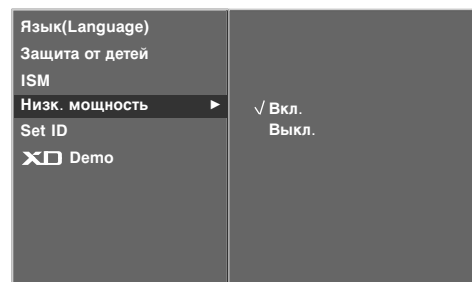 Язык(Language)
Защита от детей
ISM
Низк. мощность ►
Set ID
XD Demo
√ Вкл.
Выкл.